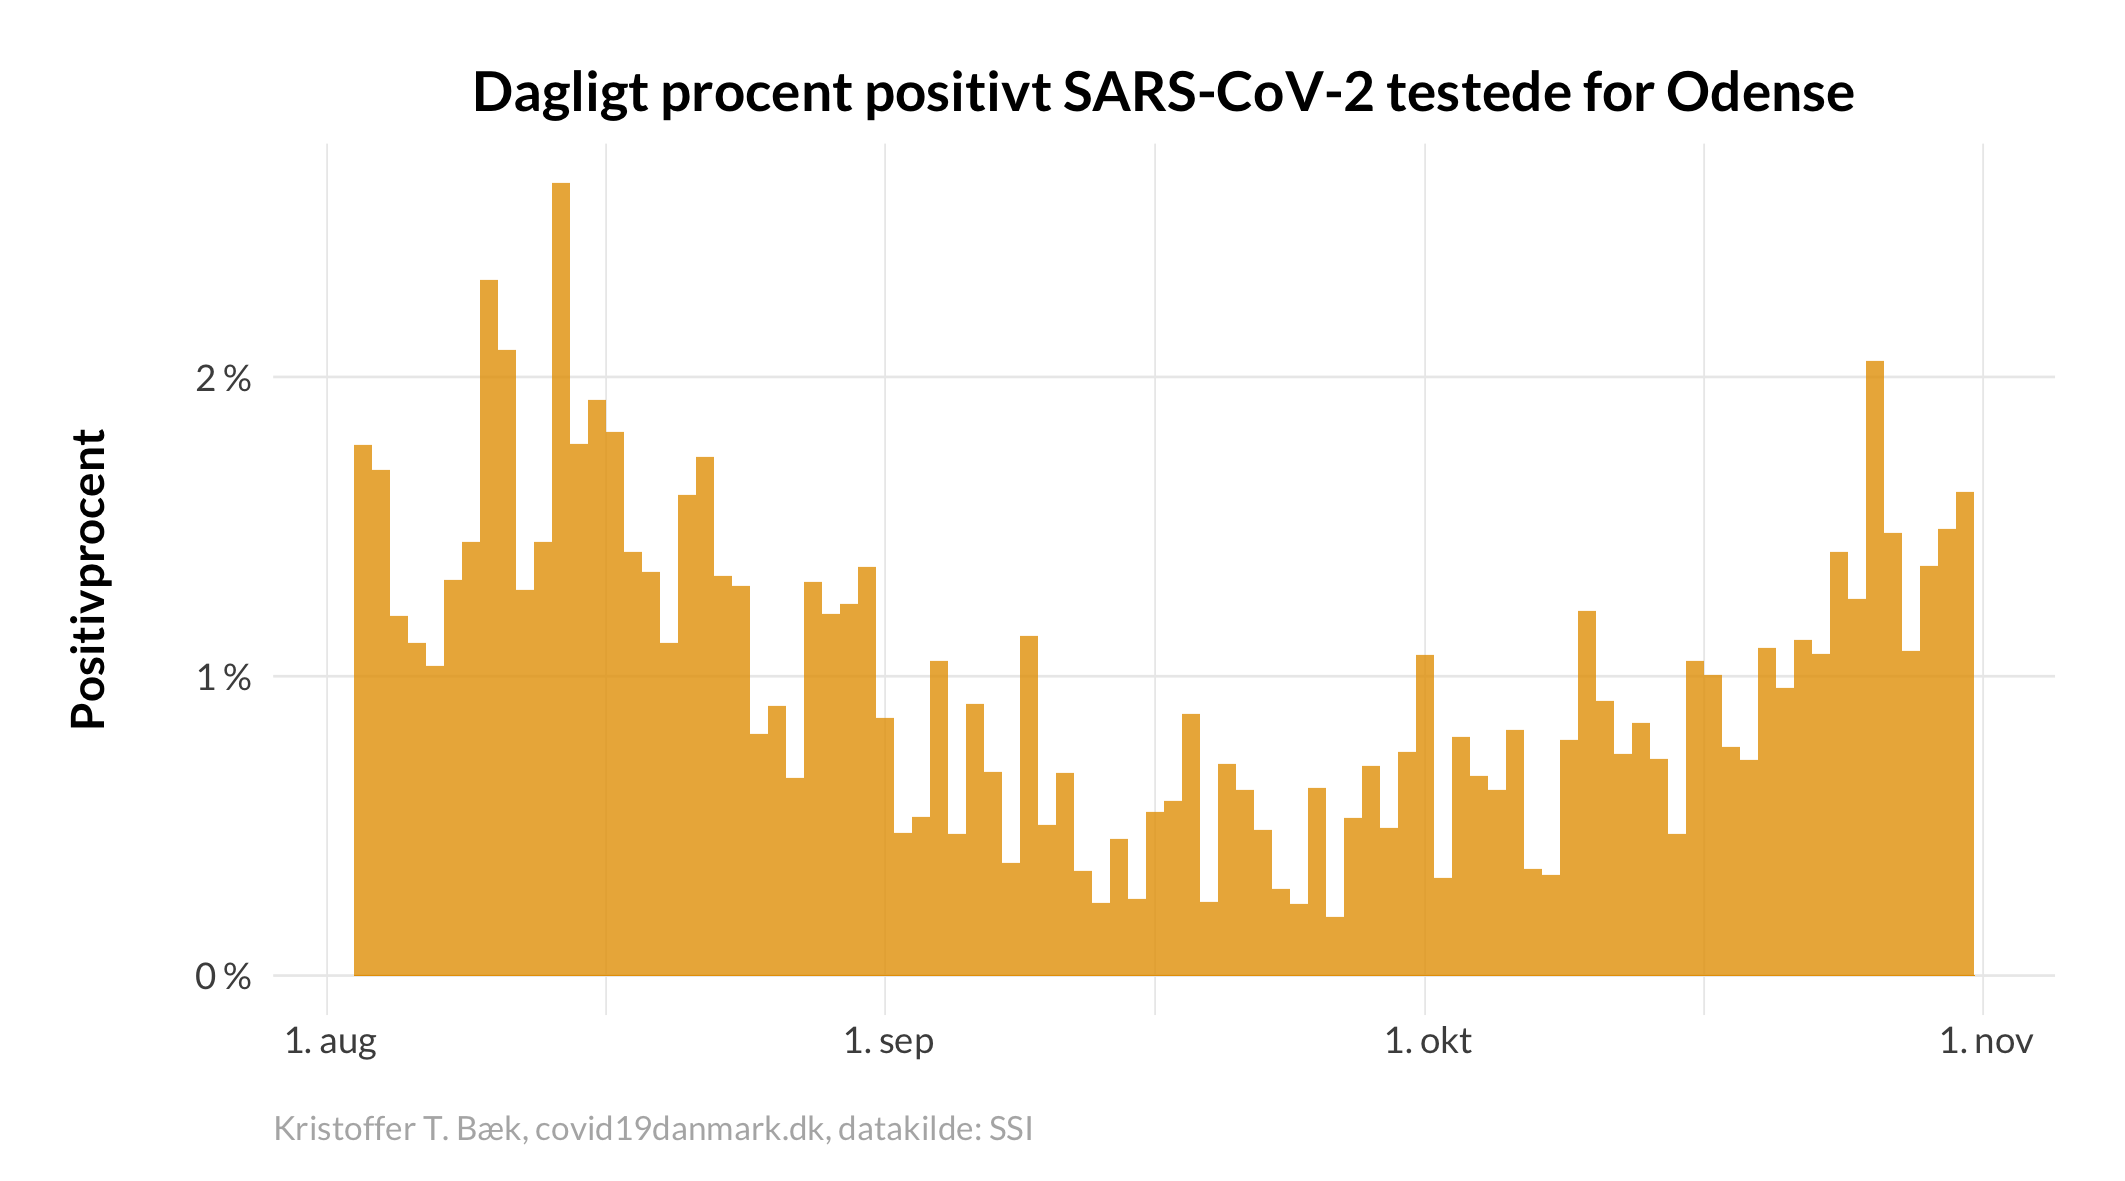 Dagligt procent positivt SARS-CoV-2 testede for Odense
Positivprocent
2 %
1 %
0 %
1. aug
1. sep
1. okt
1. nov
Kristoffer T. Bæk, covid19danmark.dk, datakilde: SSI